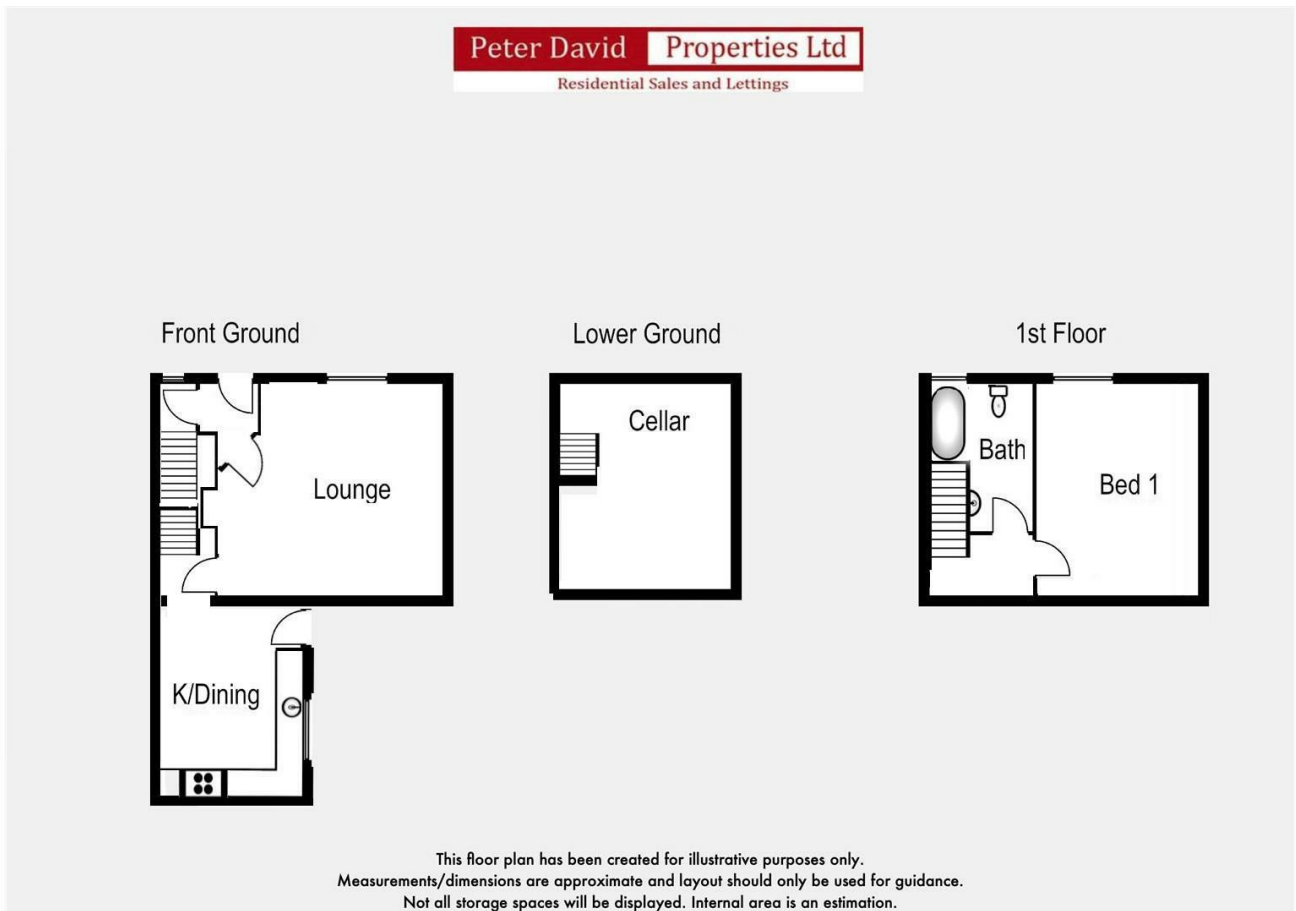 Peter David Properties Ltd
Residential Sales and Lettings
Front Ground
Lower Ground
1st Floor
Cellar
Bath
Lounge
Bed 1
K/Dining
This floor plan has been created for illustrative purposes only.
Measurements/dimensions are approximate and layout should only be used for guidance.
Not all storage spaces will be displayed. Internal area is an estimation.